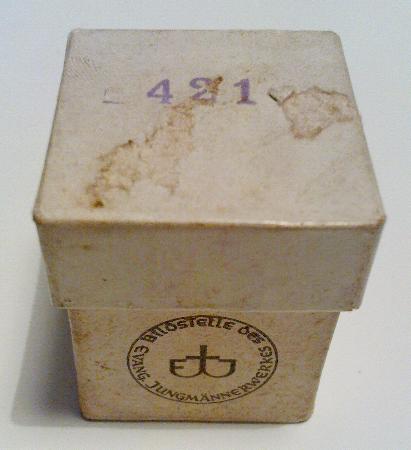 421
Bildstelle des
Evang. Jungmännerwerkes